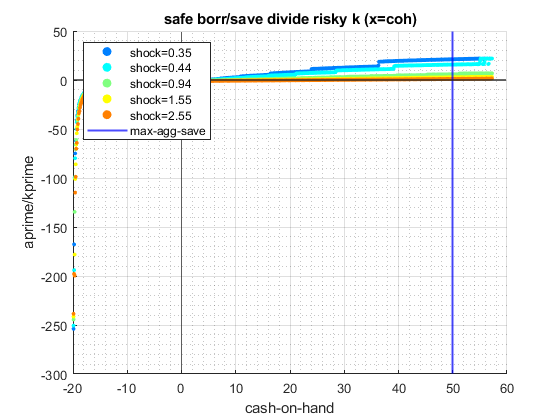 safe borr/save divide risky k (x=coh)
50
0
-50
-100
-150
-200
-250
-300
aprime/kprime
shock=0.35
shock=0.44
shock=0.94
shock=1.55
shock=2.55
max-agg-save
-20
-10
0
10
20
30
40
50
60
cash-on-hand